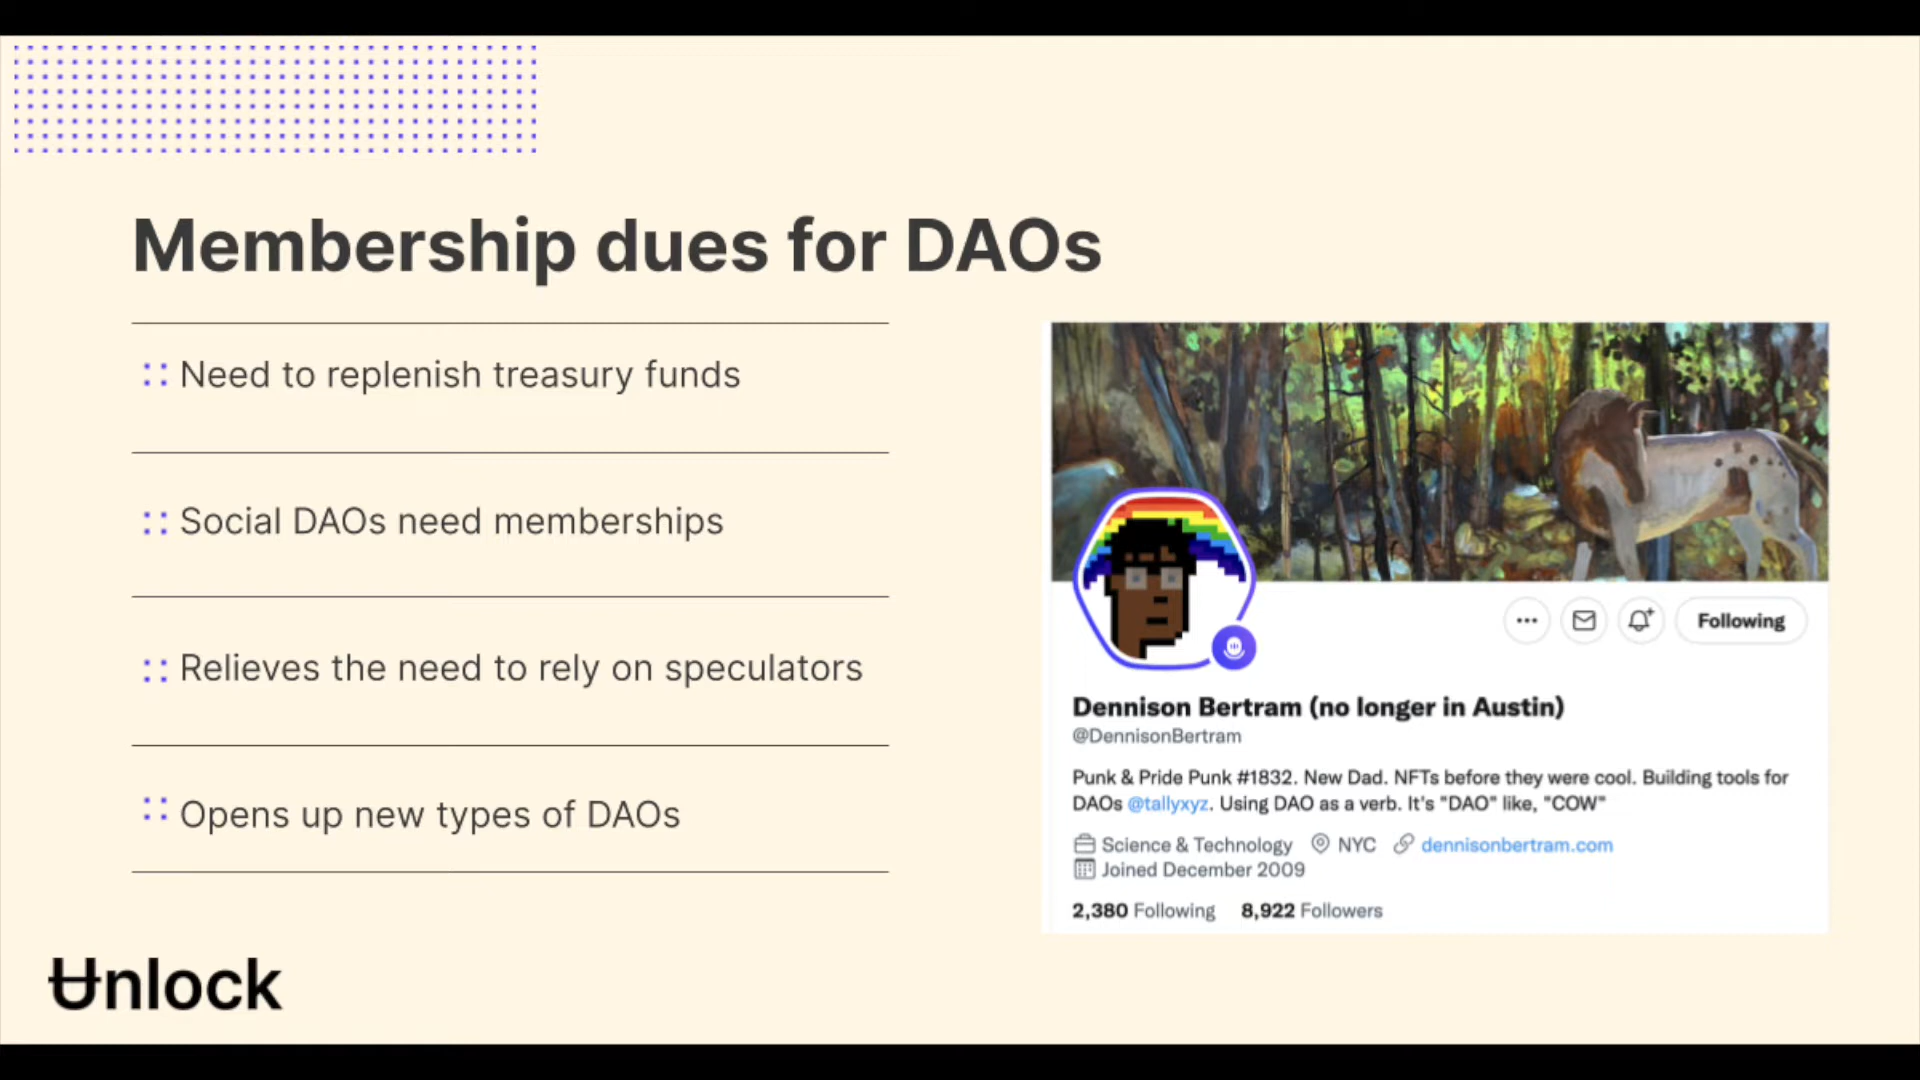 Membership dues for DAOs
Need to replenish treasury funds
Social DAOs need memberships
Relieves the need to rely on speculators
Opens up new types of DAOs
Unlock
Following
Dennison Bertram (no longer in Austin)
@DennisonBertram
Punk & Pride Punk #1832. New Dad. NFTs before they were cool. Building tools for
DAOs @tallyxyz. Using DAO as a verb. It's "DAO" like, "COW"
Science & Technology NYC dennisonbertram.com
Joined December 2009
2,380 Following 8,922 Followers